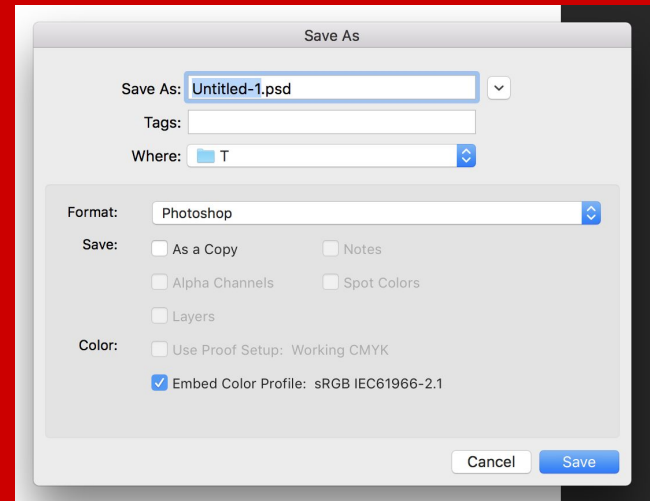 Save As
Save As: Untitled-1.psd
Tags:
Where: T
Format: Photoshop
Save: As a Copy Notes
Alpha Channels Spot Colors
Layers
Color: Use Proof Setup: Working CMYK
Embed Color Profile: sRGB IEC61966-2.1
Cancel Save